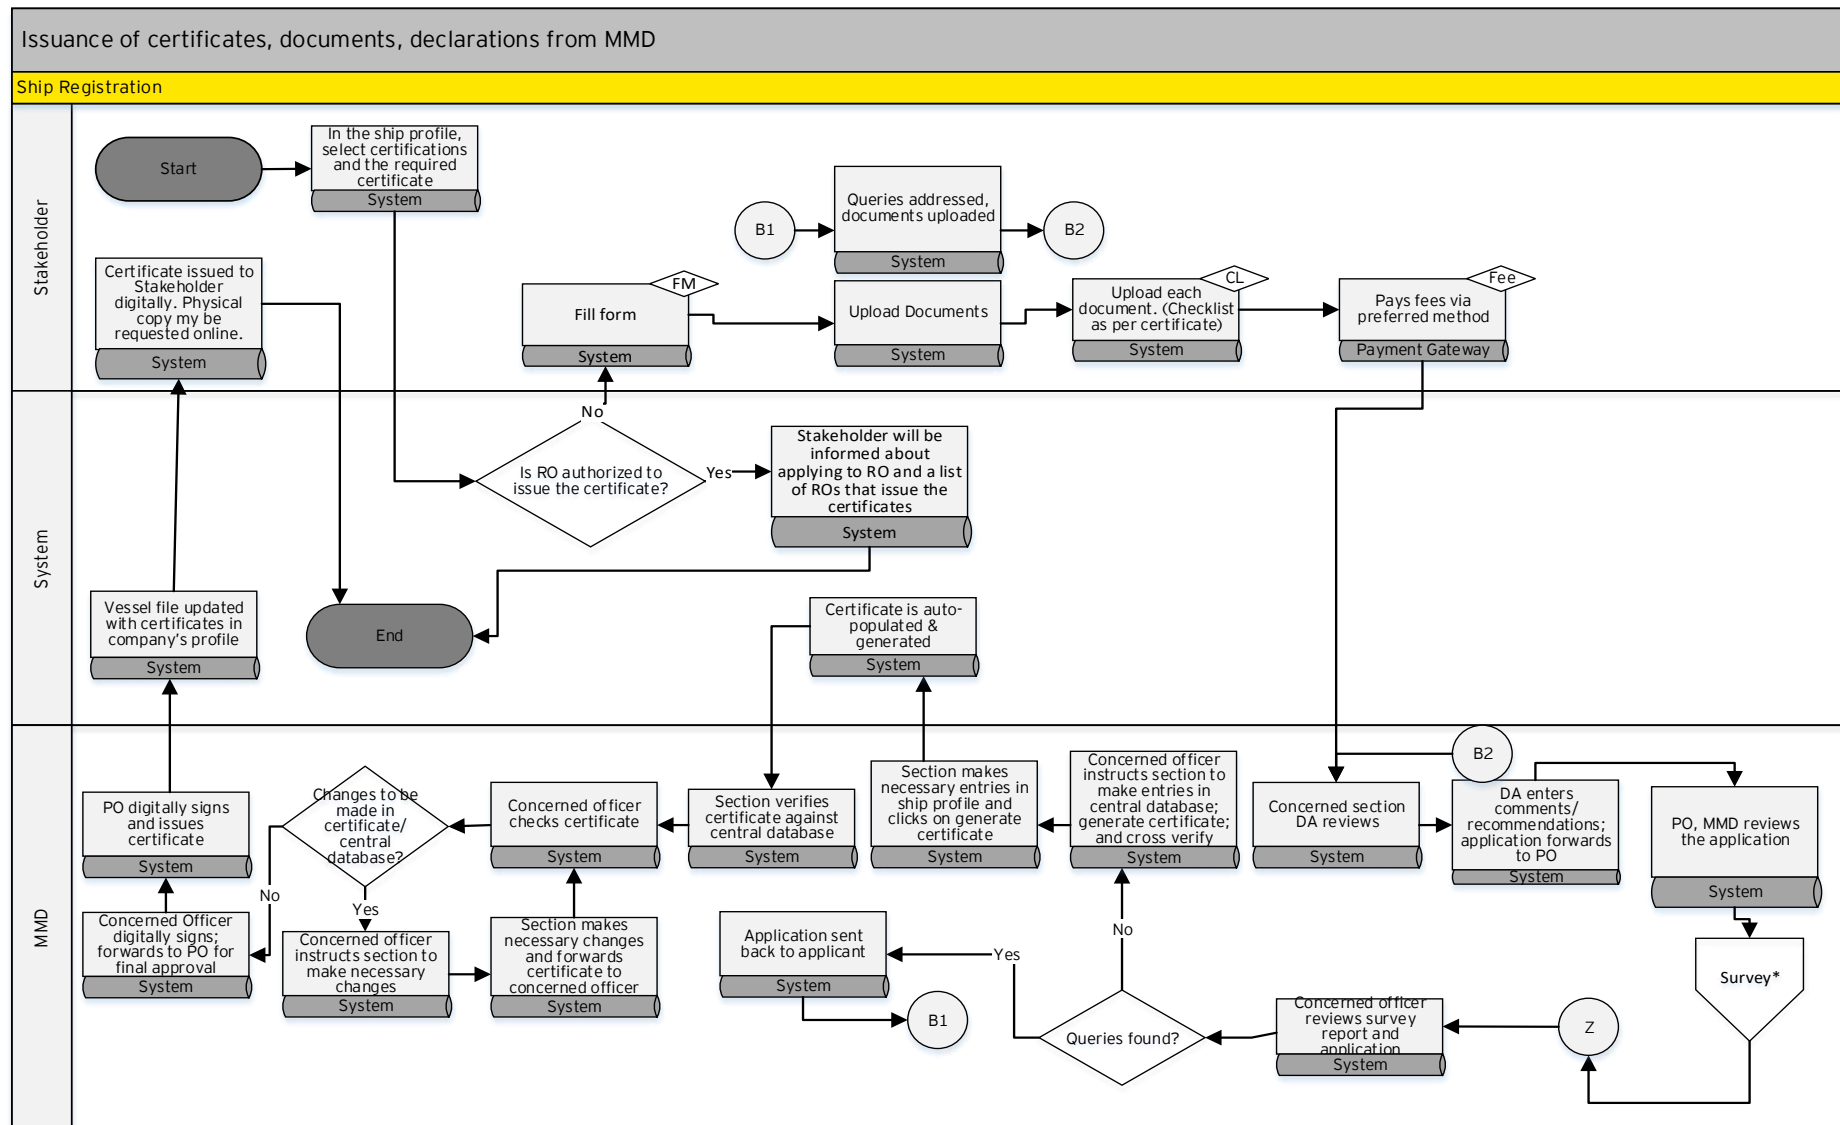 Issuance of certificates, documents, declarations from MMD
Ship Registration
Stakeholder
Start
In the ship profile,
select certifications
and the required
certificate
System
B1
Queries addressed,
documents uploaded
System
B2
Certificate issued to
Stakeholder
digitally. Physical
copy my be
requested online.
System
FM
Fill form
System
Upload Documents
System
CL
Upload each
document. (Checklist
as per certificate)
System
Fee
Pays fees via
preferred method
Payment Gateway
System
No
Is RO authorized to
issue the certificate?
Yes
Stakeholder will be
informed about
applying to RO and a list
of ROs that issue the
certificates
System
Vessel file updated
with certificates in
company's profile
System
End
Certificate is auto-
populated &
generated
System
MMD
PO digitally signs
and issues
certificate
System
Changes to be
made in
certificate/
central
database?
No
Yes
Concerned officer
checks certificate
System
Section verifies
certificate against
central database
System
Section makes
necessary entries in
ship profile and
clicks on generate
certificate
System
Concerned officer
instructs section to
make entries in
central database;
generate certificate;
and cross verify
System
Concerned section
DA reviews
System
B2
DA enters
comments/
recommendations;
application forwards
to PO
System
PO, MMD reviews
the application
System
Concerned Officer
digitally signs;
forwards to PO for
final approval
System
Concerned officer
instructs section to
make necessary
changes
System
Section makes
necessary changes
and forwards
certificate to
concerned officer
System
Application sent
back to applicant
System
B1
Yes
No
Queries found?
Concerned officer
reviews survey
report and
application
System
Z
Survey*